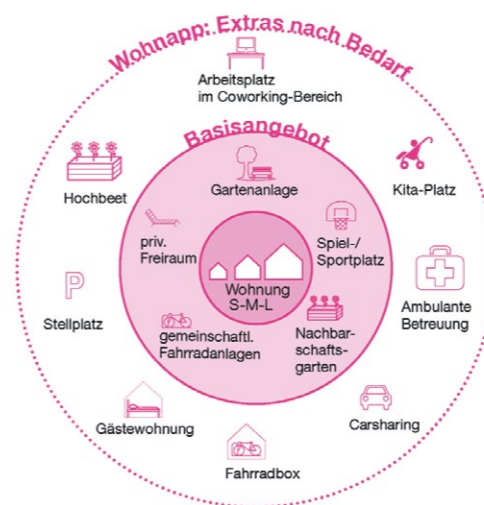 Wohnapp: Extras nach Bedarf
Arbeitsplatz
im Coworking-Bereich
Basisangebot
Hochbeet
Gartenanlage
Kita-Platz
priv.
Freiraum
Spiel-/
Sportplatz
Wohnung
S-M-L
P
Stellplatz
Ambulante
Betreuung
gemeinschaftl.
Fahrradanlagen
Nachbar-
schafts-
garten
Gästewohnung
Carsharing
Fahrradbox